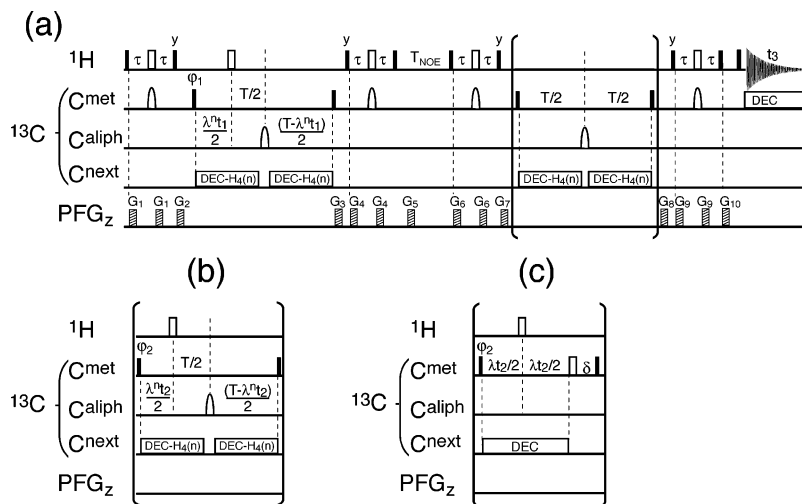 (a)
y y y y
¹H τ τ τ τ T_NOE τ τ τ τ t₃
φ₁
Cmet T/2 T/2 T/2 DEC
¹³C Caliph λⁿt₁/2 (T-λⁿt₁)/2
Cnext DEC-H₄(n) DEC-H₄(n) DEC-H₄(n) DEC-H₄(n)
PFGz G₁ G₁ G₂ G₃ G₄ G₄ G₅ G₆ G₆ G₇ G₈ G₉ G₉ G₁₀
(b)
¹H
φ₂
Cmet T/2
¹³C Caliph λⁿt₂/2 (T-λⁿt₂)/2
Cnext DEC-H₄(n) DEC-H₄(n)
PFGz
(c)
¹H
φ₂
Cmet λt₂/2 λt₂/2 δ
¹³C Caliph
Cnext DEC
PFGz